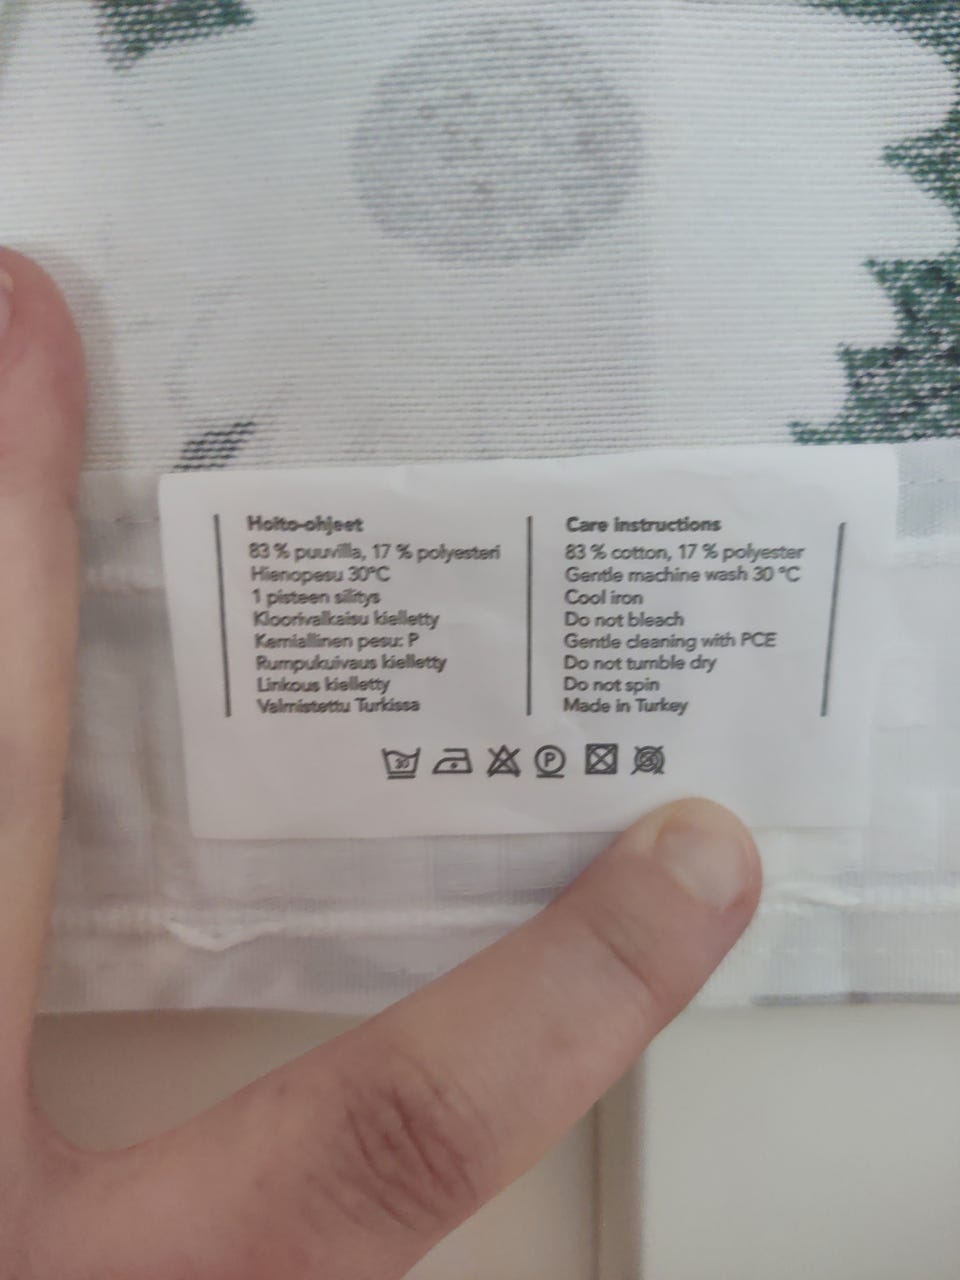 Hoito-ohjeet
83 % puuvilla, 17 % polyesteri
Hienopesu 30°C
1 pisteen silitys
Kloorivalkaisu kielletty
Kemiallinen pesu: P
Rumpukuivaus kielletty
Linkous kielletty
Valmistettu Turkissa
Care instructions
83 % cotton, 17 % polyester
Gentle machine wash 30 °C
Cool iron
Do not bleach
Gentle cleaning with PCE
Do not tumble dry
Do not spin
Made in Turkey
30 P